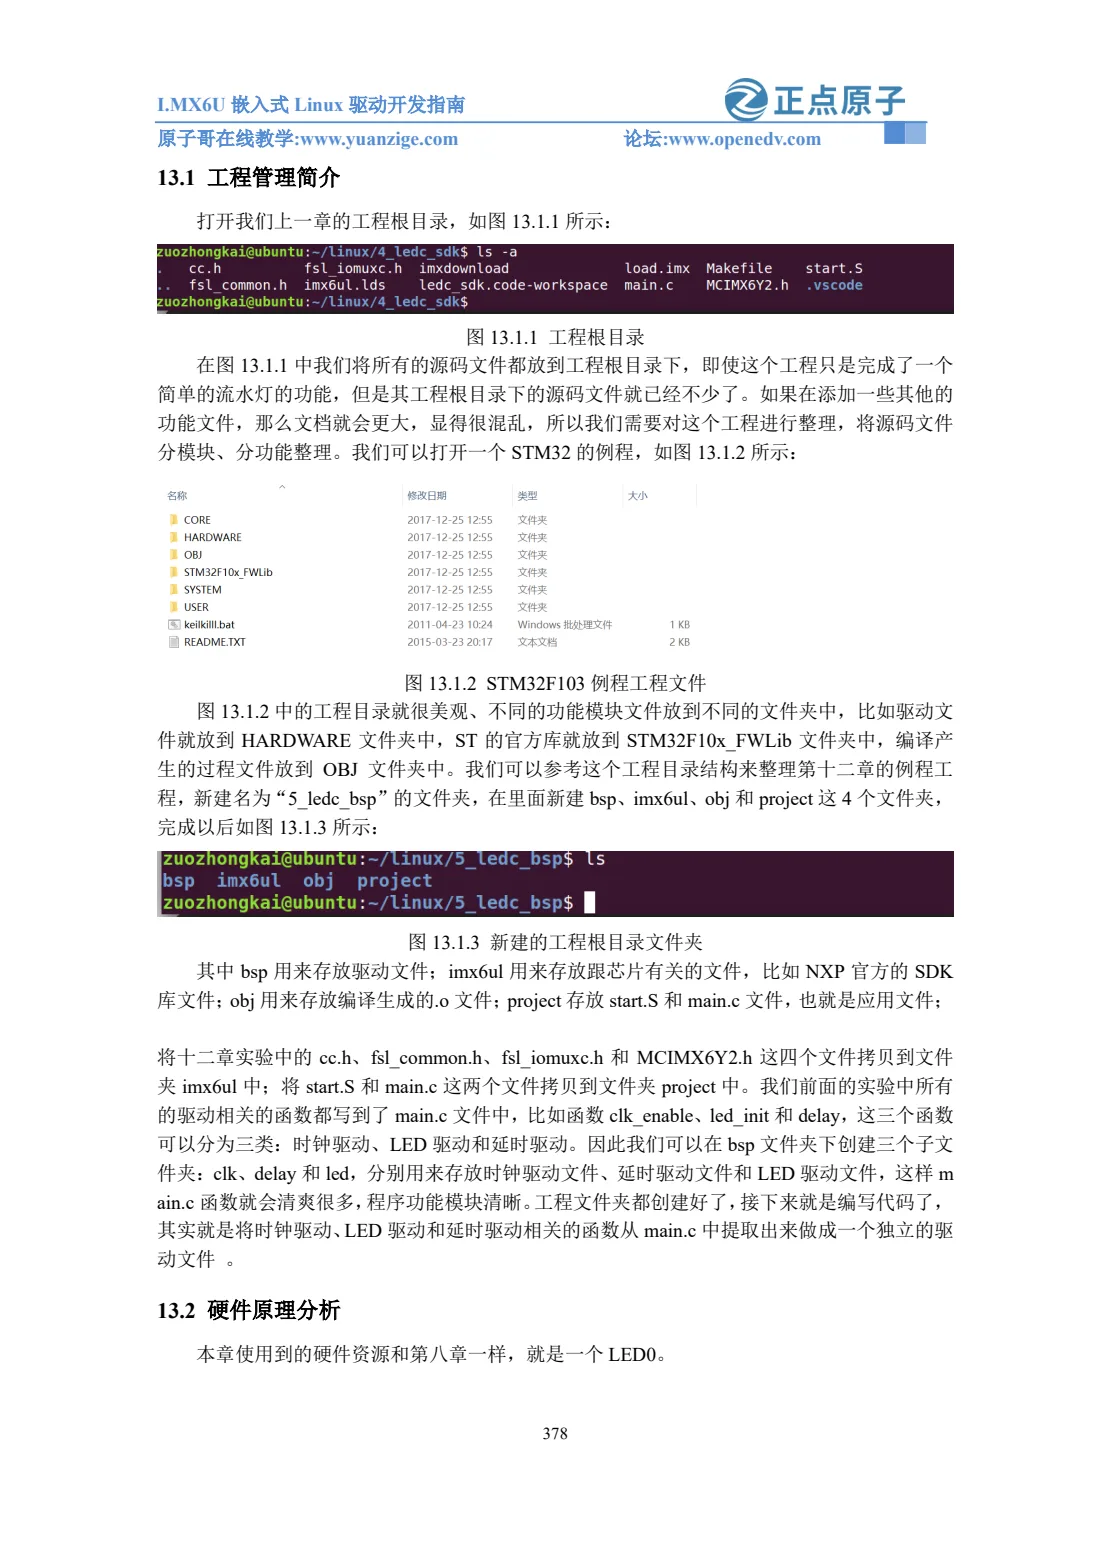 I.MX6U 嵌入式 Linux 驱动开发指南
正点原子
原子哥在线教学:www.yuanzige.com 论坛:www.openedv.com
13.1 工程管理简介
打开我们上一章的工程根目录，如图 13.1.1 所示：
zuozhongkai@ubuntu:~/linux/4_ledc_sdk$ ls -a
. cc.h fsl_iomuxc.h imxdownload load.imx Makefile start.S
.. fsl_common.h imx6ul.lds ledc_sdk.code-workspace main.c MCIMX6Y2.h .vscode
zuozhongkai@ubuntu:~/linux/4_ledc_sdk$
图 13.1.1 工程根目录
在图 13.1.1 中我们将所有的源码文件都放到工程根目录下，即使这个工程只是完成了一个
简单的流水灯的功能，但是其工程根目录下的源码文件就已经不少了。如果在添加一些其他的
功能文件，那么文档就会更大，显得很混乱，所以我们需要对这个工程进行整理，将源码文件
分模块、分功能整理。我们可以打开一个 STM32 的例程，如图 13.1.2 所示：
名称 修改日期 类型 大小
CORE 2017-12-25 12:55 文件夹
HARDWARE 2017-12-25 12:55 文件夹
OBJ 2017-12-25 12:55 文件夹
STM32F10x_FWLib 2017-12-25 12:55 文件夹
SYSTEM 2017-12-25 12:55 文件夹
USER 2017-12-25 12:55 文件夹
keilkilll.bat 2011-04-23 10:24 Windows 批处理文件 1 KB
README.TXT 2015-03-23 20:17 文本文档 2 KB
图 13.1.2 STM32F103 例程工程文件
图 13.1.2 中的工程目录就很美观、不同的功能模块文件放到不同的文件夹中，比如驱动文
件就放到 HARDWARE 文件夹中，ST 的官方库就放到 STM32F10x_FWLib 文件夹中，编译产
生的过程文件放到 OBJ 文件夹中。我们可以参考这个工程目录结构来整理第十二章的例程工
程，新建名为“5_ledc_bsp”的文件夹，在里面新建 bsp、imx6ul、obj 和 project 这 4 个文件夹，
完成以后如图 13.1.3 所示：
zuozhongkai@ubuntu:~/linux/5_ledc_bsp$ ls
bsp imx6ul obj project
zuozhongkai@ubuntu:~/linux/5_ledc_bsp$
图 13.1.3 新建的工程根目录文件夹
其中 bsp 用来存放驱动文件；imx6ul 用来存放跟芯片有关的文件，比如 NXP 官方的 SDK
库文件；obj 用来存放编译生成的.o 文件；project 存放 start.S 和 main.c 文件，也就是应用文件；
将十二章实验中的 cc.h、fsl_common.h、fsl_iomuxc.h 和 MCIMX6Y2.h 这四个文件拷贝到文件
夹 imx6ul 中；将 start.S 和 main.c 这两个文件拷贝到文件夹 project 中。我们前面的实验中所有
的驱动相关的函数都写到了 main.c 文件中，比如函数 clk_enable、led_init 和 delay，这三个函数
可以分为三类：时钟驱动、LED 驱动和延时驱动。因此我们可以在 bsp 文件夹下创建三个子文
件夹：clk、delay 和 led，分别用来存放时钟驱动文件、延时驱动文件和 LED 驱动文件，这样 m
ain.c 函数就会清爽很多，程序功能模块清晰。工程文件夹都创建好了，接下来就是编写代码了，
其实就是将时钟驱动、LED 驱动和延时驱动相关的函数从 main.c 中提取出来做成一个独立的驱
动文件 。
13.2 硬件原理分析
本章使用到的硬件资源和第八章一样，就是一个 LED0。
378